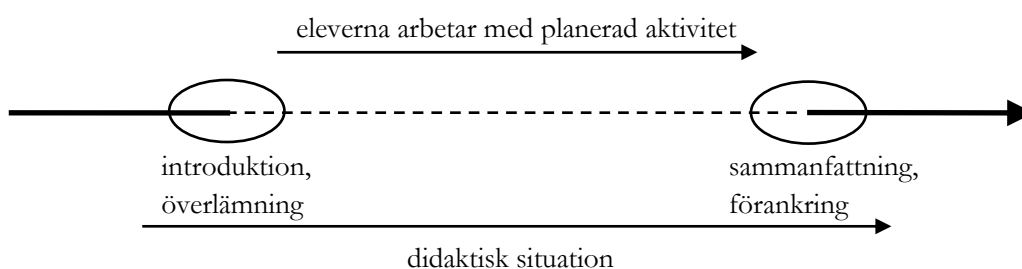 eleverna arbetar med planerad aktivitet
introduktion,
överlämning
sammanfattning,
förankring
didaktisk situation